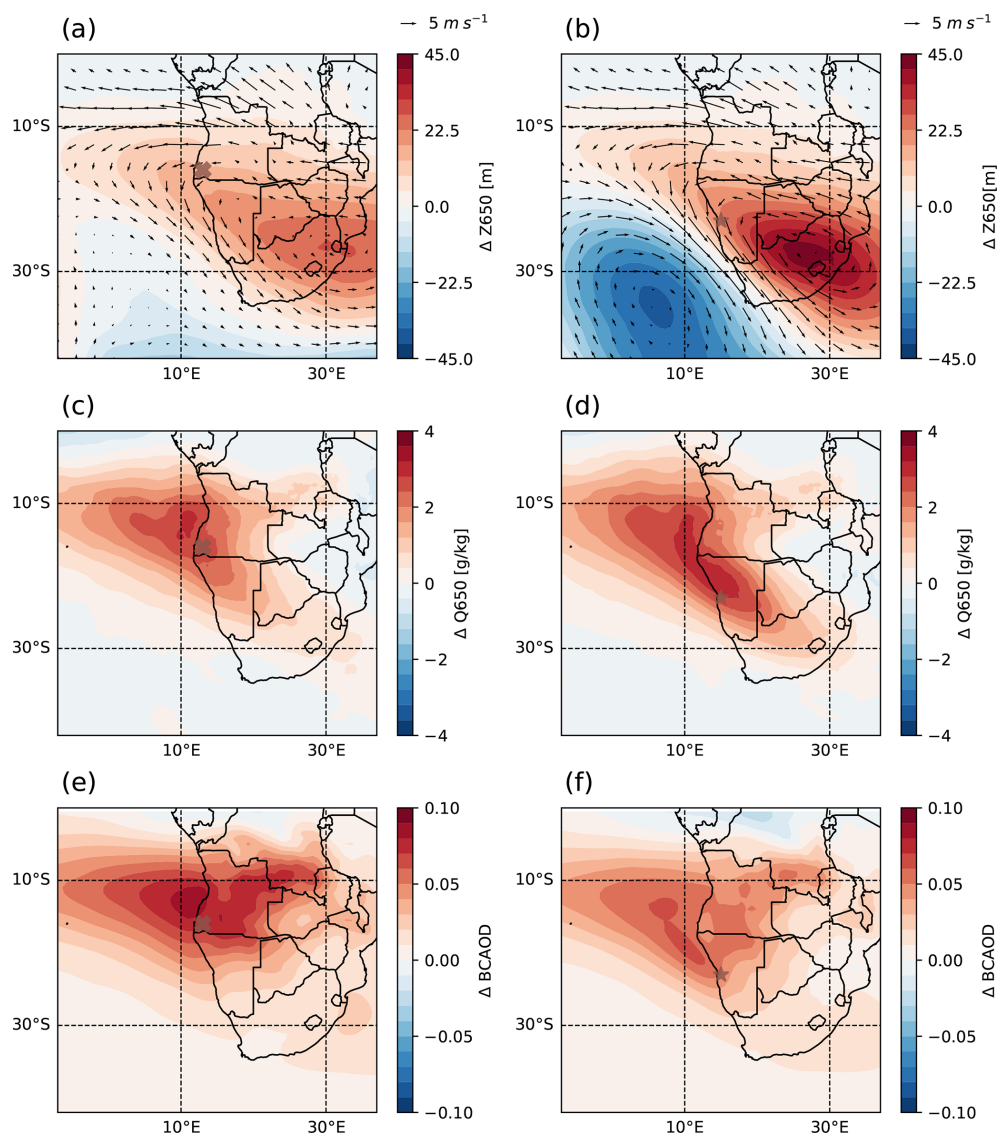 (a)
5 m s⁻¹
(b)
5 m s⁻¹
45.0
22.5
0.0
−22.5
−45.0
Δ Z650 [m]
10°S
30°S
10°E
30°E
45.0
22.5
0.0
−22.5
−45.0
Δ Z650[m]
10°S
30°S
10°E
30°E
(c)
(d)
4
2
0
−2
−4
Δ Q650 [g/kg]
10°S
30°S
10°E
30°E
4
2
0
−2
−4
Δ Q650 [g/kg]
10°S
30°S
10°E
30°E
(e)
(f)
0.10
0.05
0.00
−0.05
−0.10
Δ BCAOD
10°S
30°S
10°E
30°E
0.10
0.05
0.00
−0.05
−0.10
Δ BCAOD
10°S
30°S
10°E
30°E